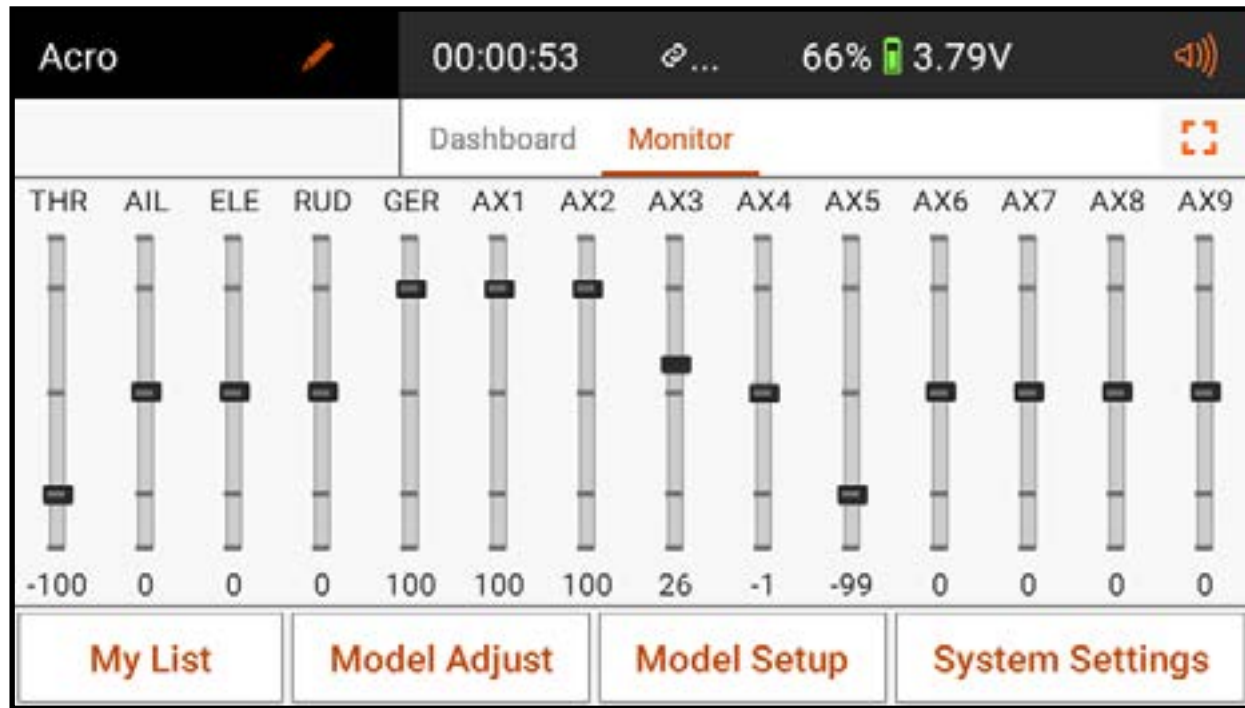 Acro 00:00:53 ... 66% 3.79V
Dashboard Monitor
THR AIL ELE RUD GER AX1 AX2 AX3 AX4 AX5 AX6 AX7 AX8 AX9
-100 0 0 0 100 100 100 26 -1 -99 0 0 0 0
My List Model Adjust Model Setup System Settings